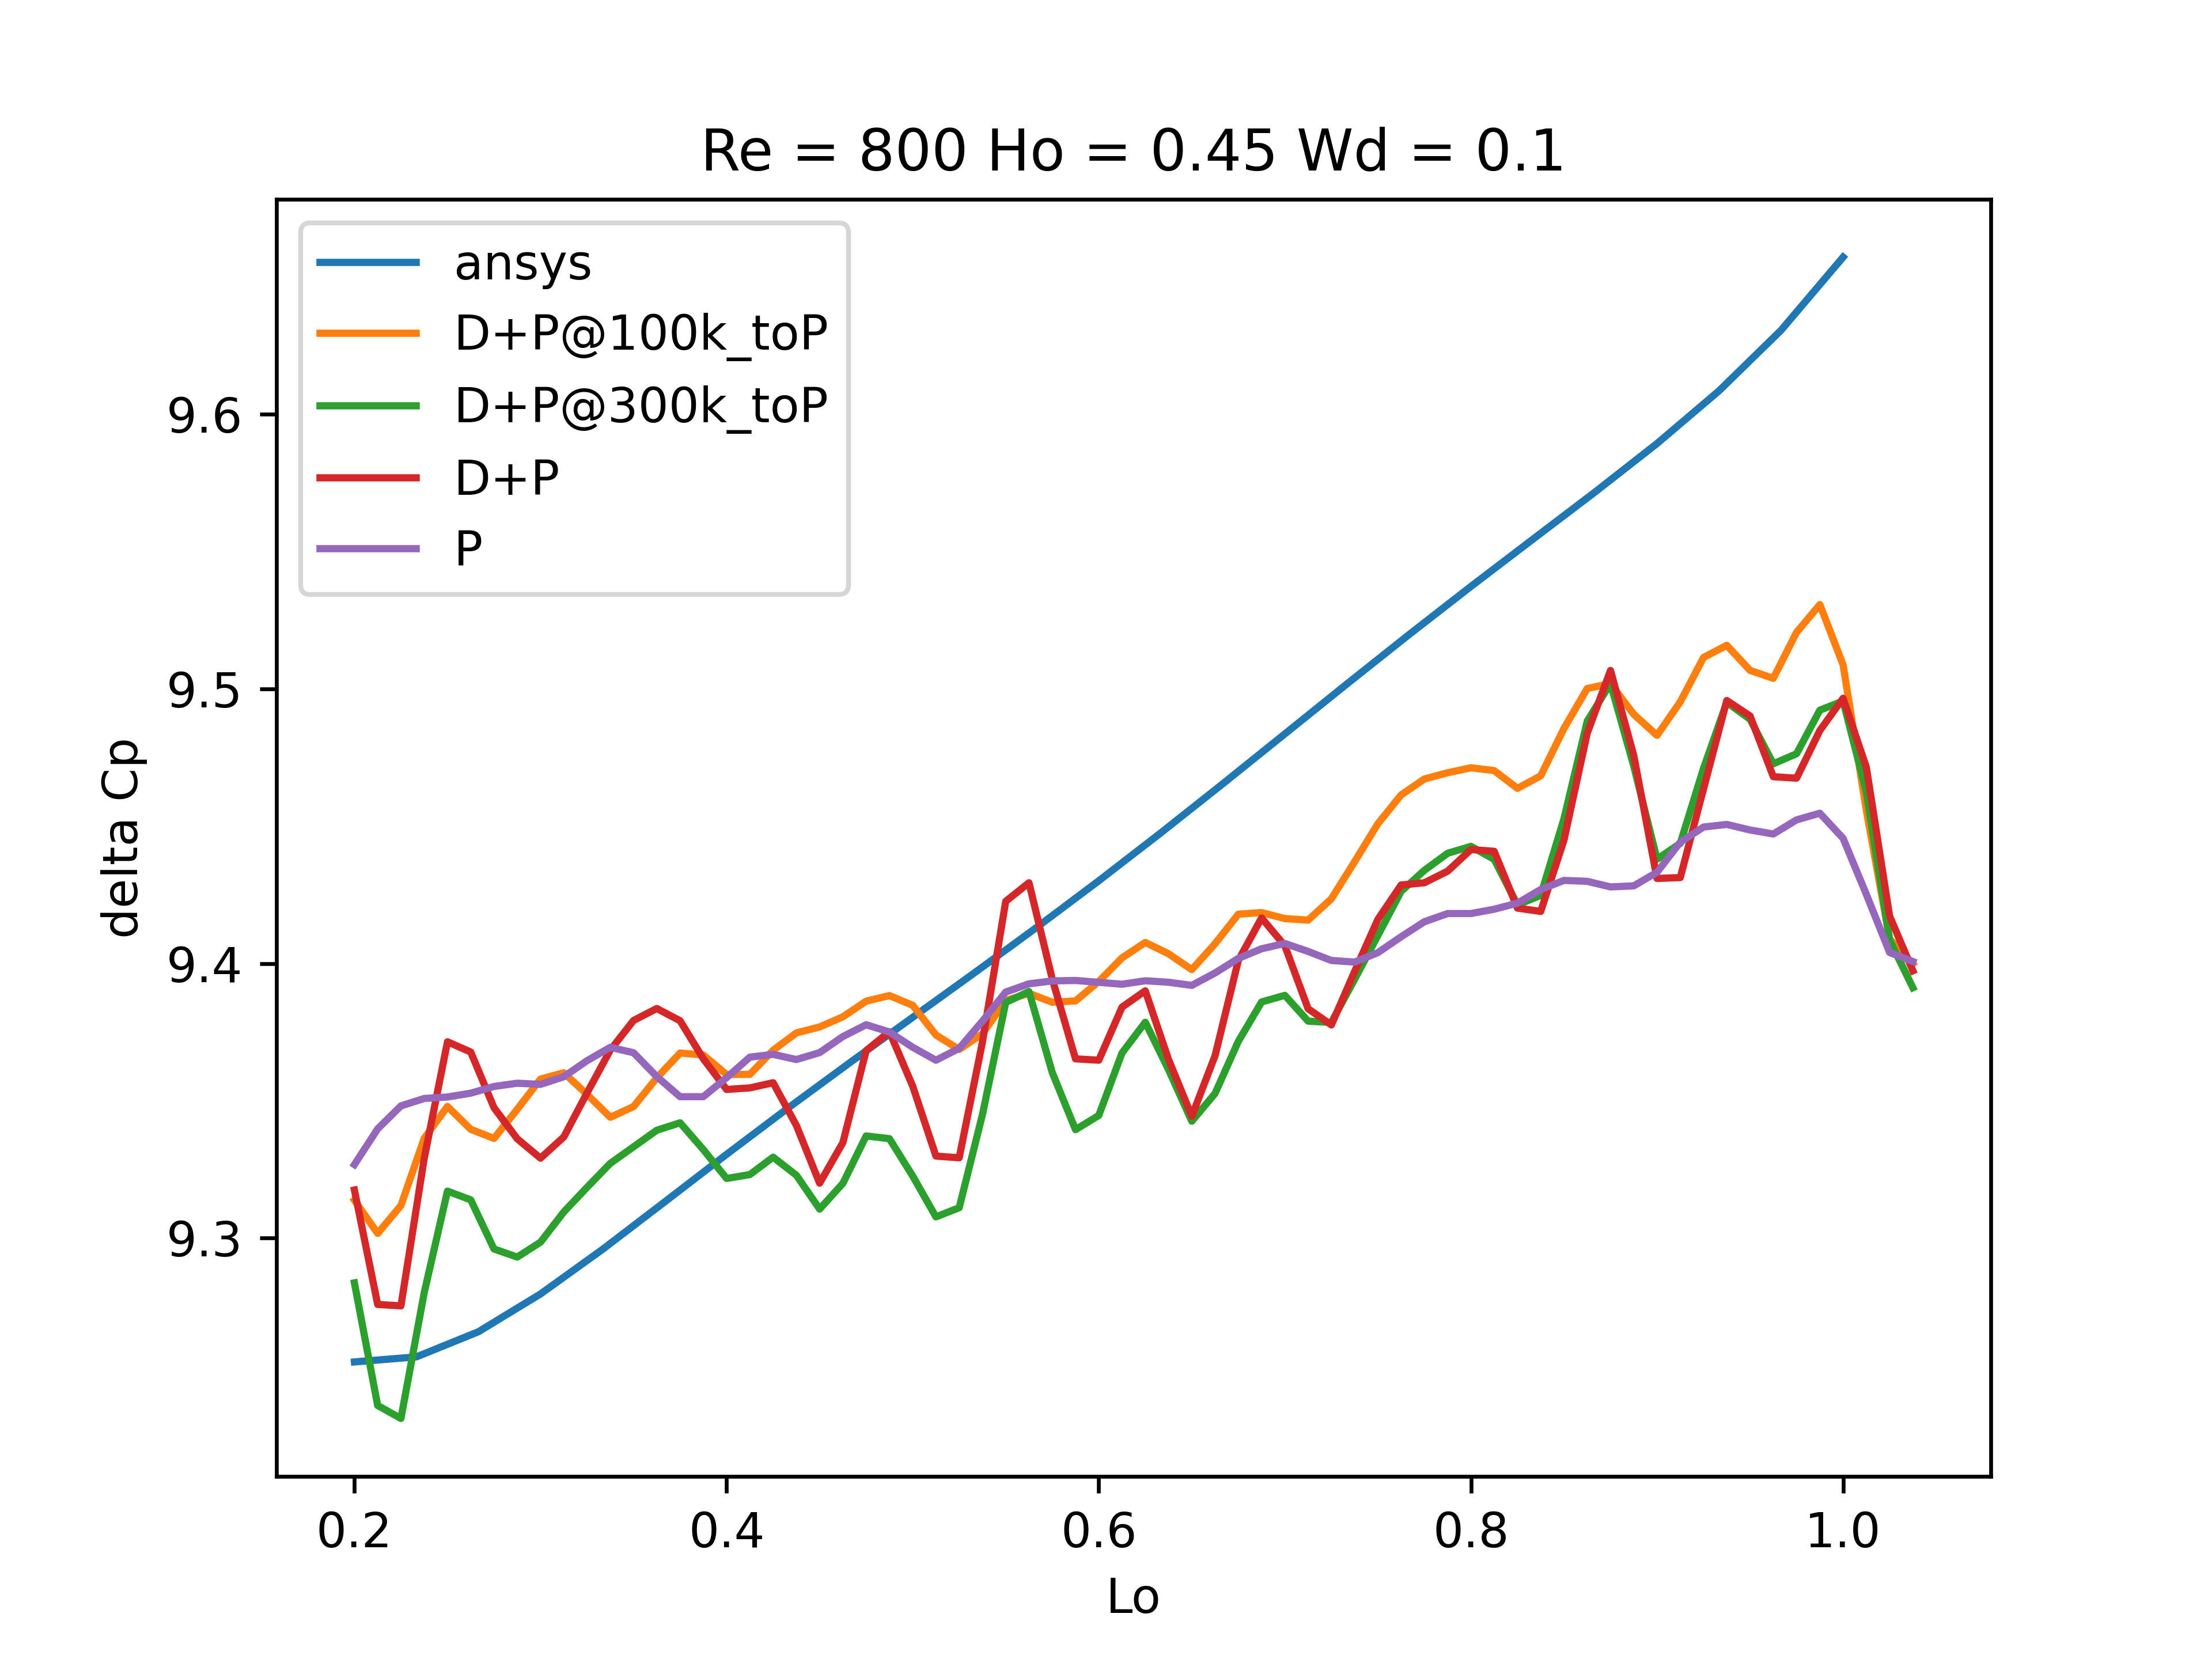 Re = 800 Ho = 0.45 Wd = 0.1
ansys
D+P@100k_toP
D+P@300k_toP
D+P
P
9.6
9.5
9.4
9.3
delta Cp
0.2 0.4 0.6 0.8 1.0
Lo